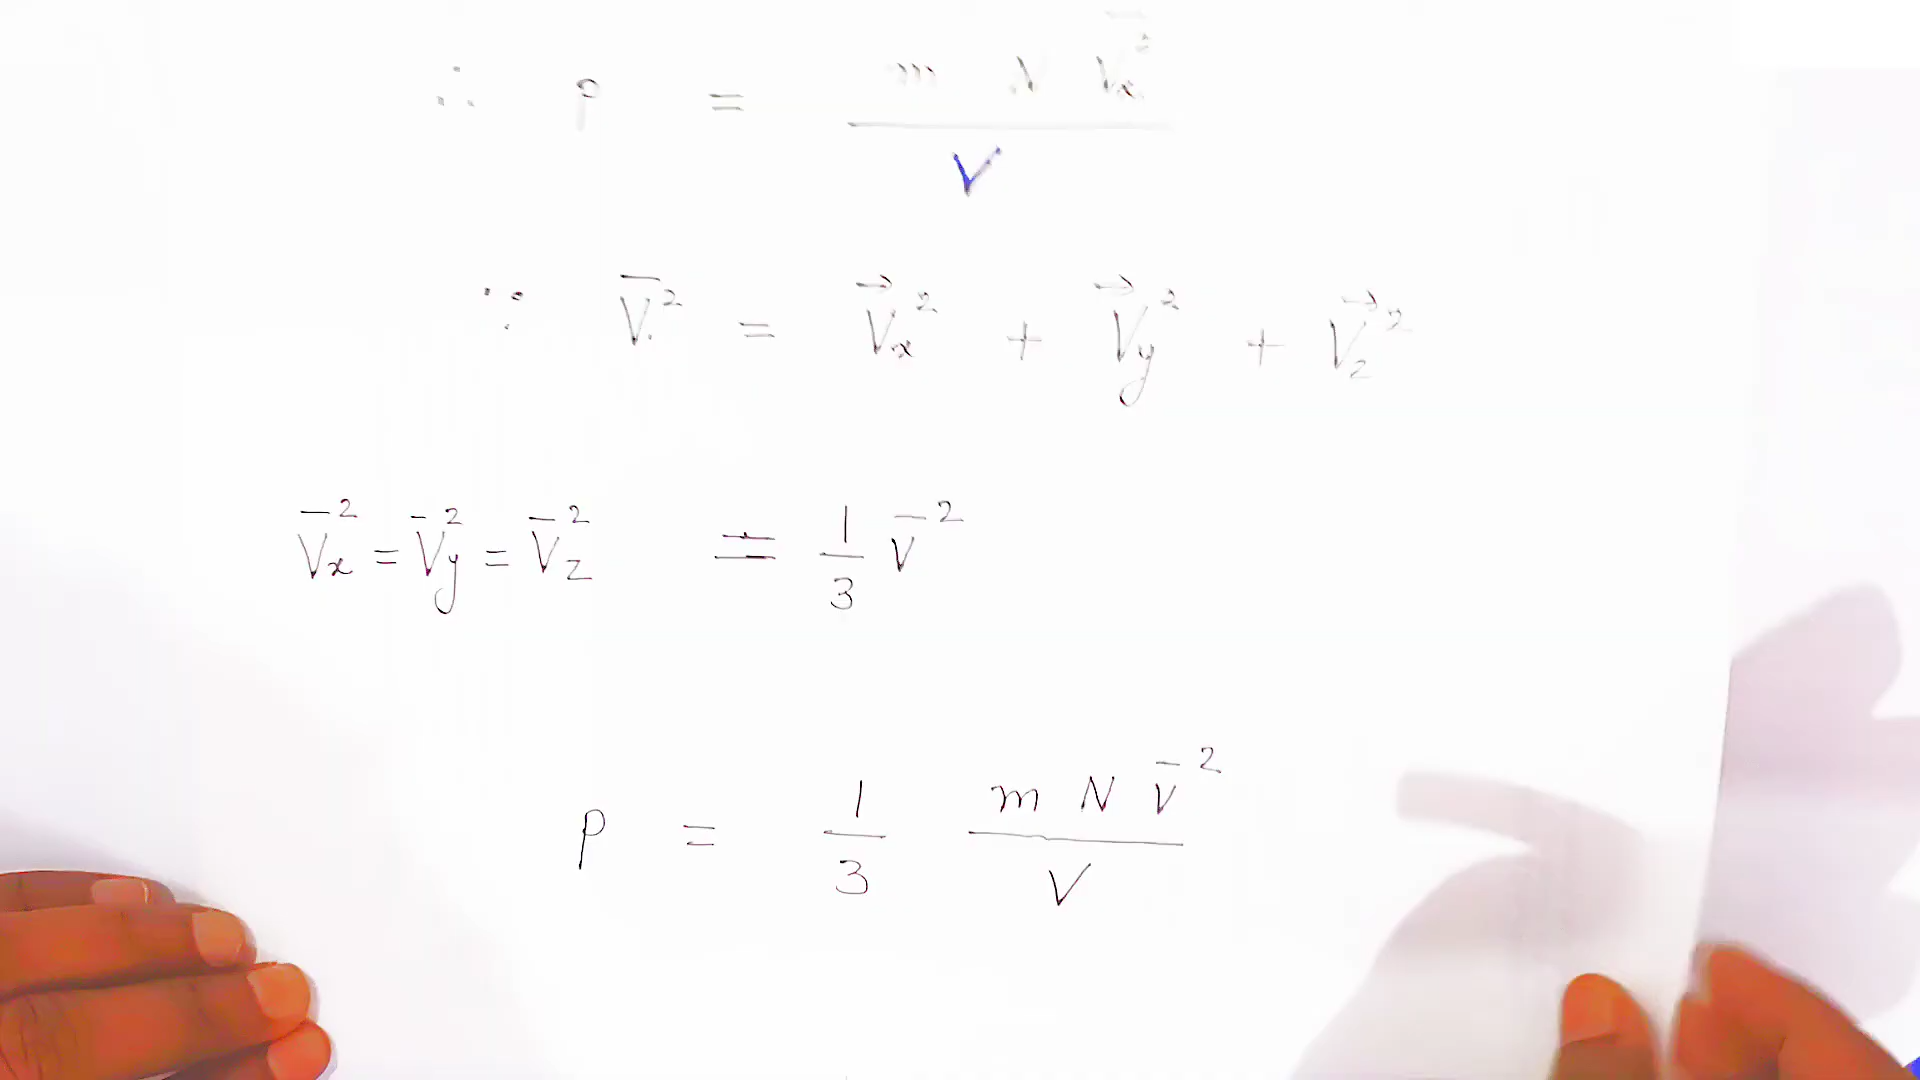 ∴ P = m N V̅x² / V
∵ V̅² = V⃗x² + V⃗y² + V⃗z²
V̅x² = V̅y² = V̅z² = 1/3 V̅²
P = 1/3 m N V̅² / V